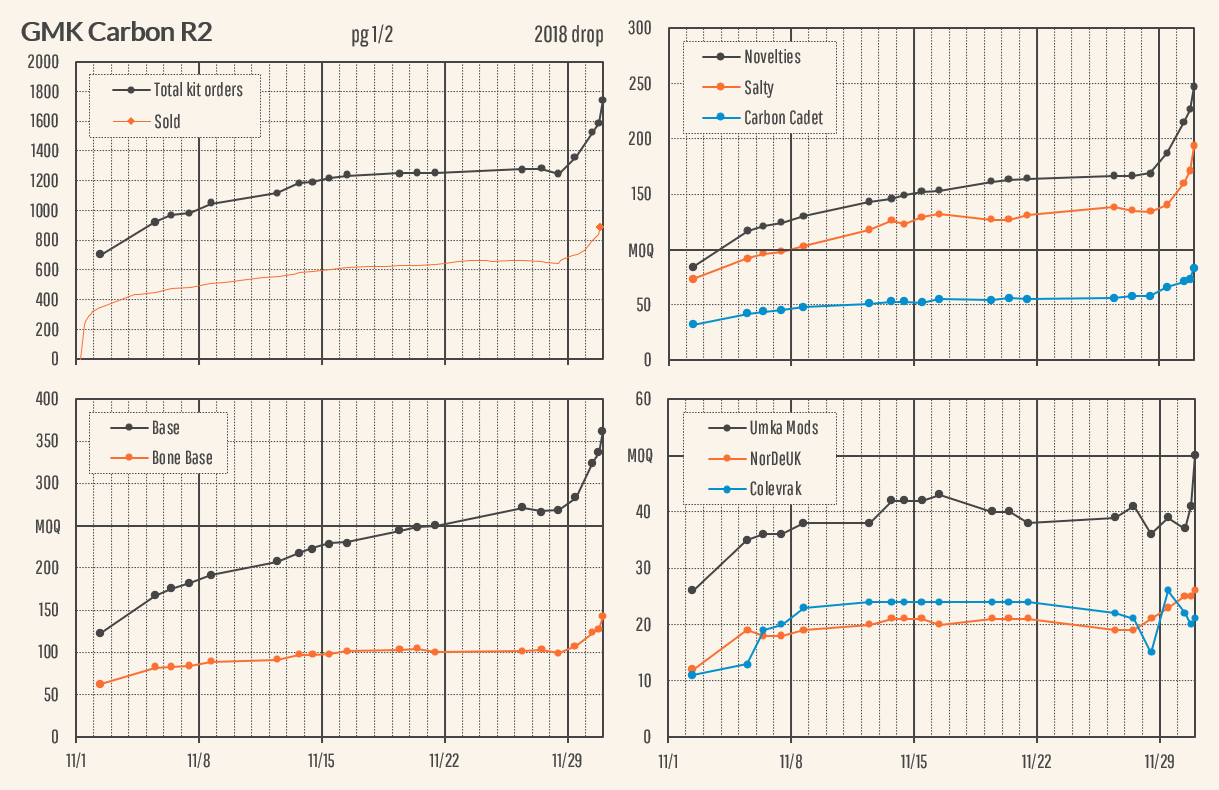 GMK Carbon R2 pg 1/2 2018 drop
2000
1800
1600
1400
1200
1000
800
600
400
200
0
Total kit orders
Sold
300
250
200
150
MOQ
50
0
Novelties
Salty
Carbon Cadet
400
350
300
MOQ
200
150
100
50
0
Base
Bone Base
11/1 11/8 11/15 11/22 11/29
60
MOQ
40
30
20
10
0
Umka Mods
NorDeUK
Colevrak
11/1 11/8 11/15 11/22 11/29